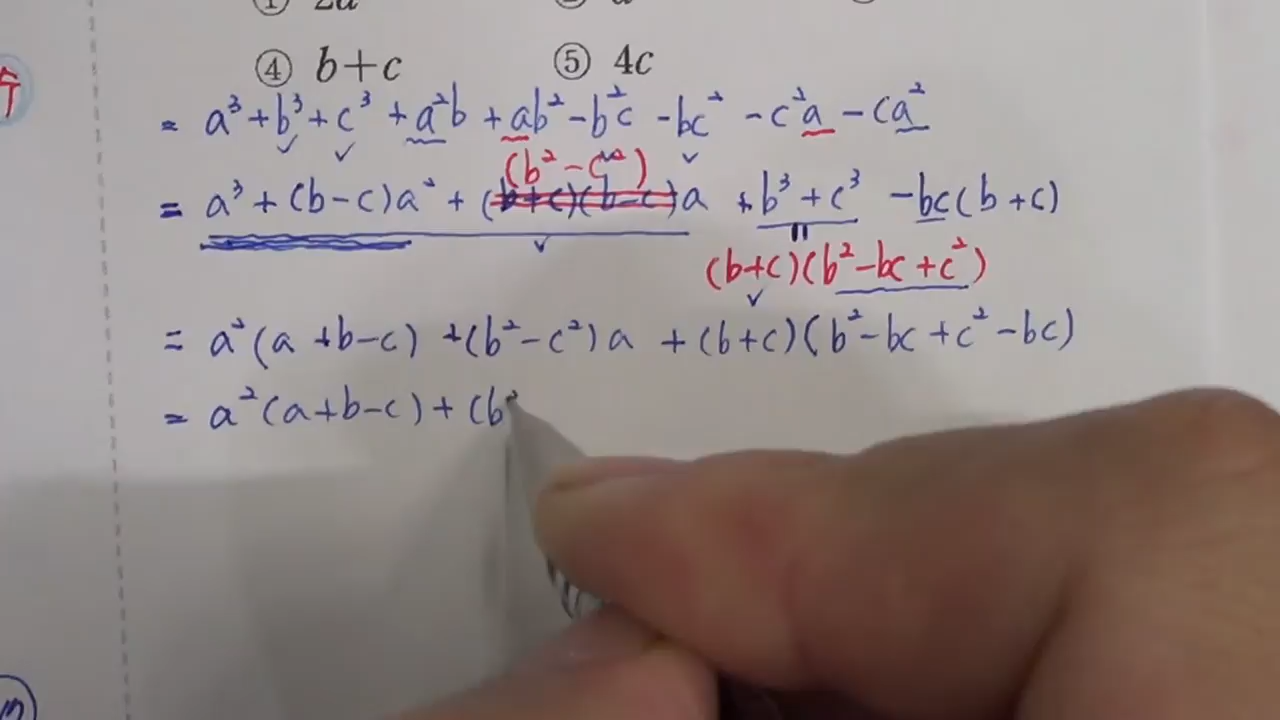 ④ b+c ⑤ 4c
= a³+b³+c³+a²b+ab²-b²c-bc²-c²a-ca²
(b²-c²)
= a³+(b-c)a²+(b+c)(b-c)a+b³+c³-bc(b+c)
(b+c)(b²-bc+c²)
= a²(a+b-c)+(b²-c²)a+(b+c)(b²-bc+c²-bc)
= a²(a+b-c)+(b²